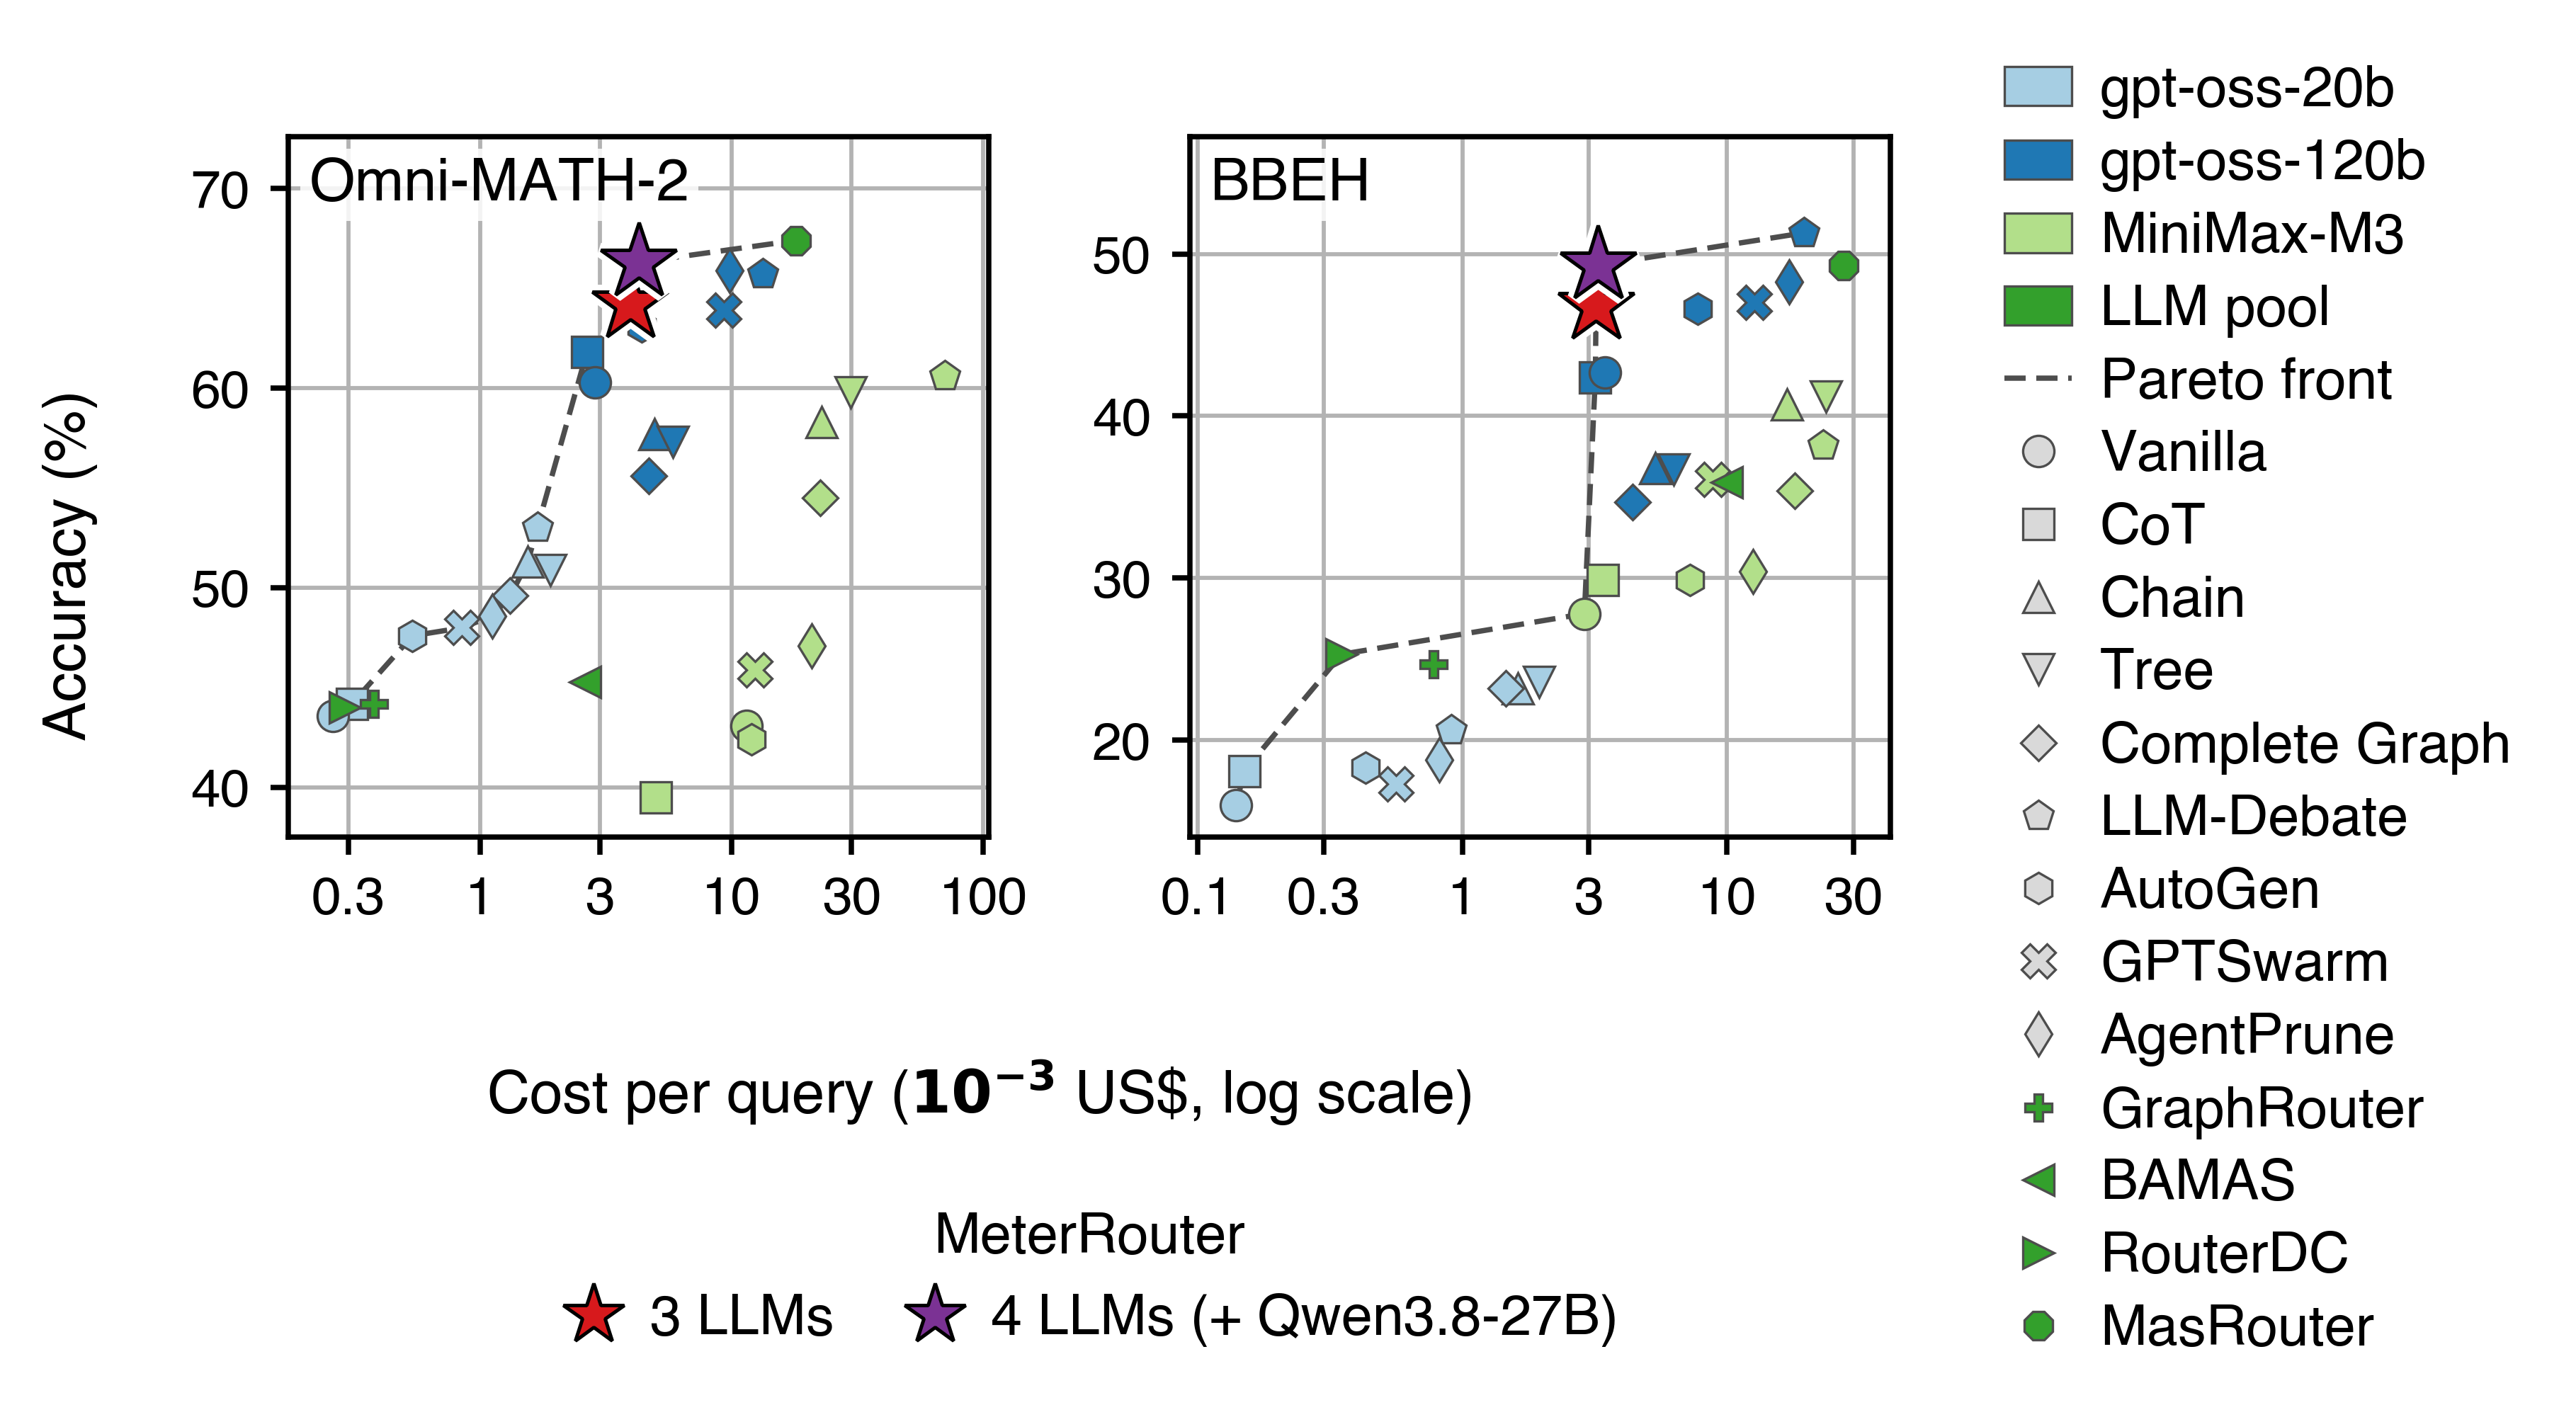 Omni-MATH-2
BBEH
Accuracy (%)
70
60
50
40
0.3 1 3 10 30 100
50
40
30
20
0.1 0.3 1 3 10 30
Cost per query (10⁻³ US$, log scale)
MeterRouter
3 LLMs
4 LLMs (+ Qwen3.8-27B)
gpt-oss-20b
gpt-oss-120b
MiniMax-M3
LLM pool
Pareto front
Vanilla
CoT
Chain
Tree
Complete Graph
LLM-Debate
AutoGen
GPTSwarm
AgentPrune
GraphRouter
BAMAS
RouterDC
MasRouter